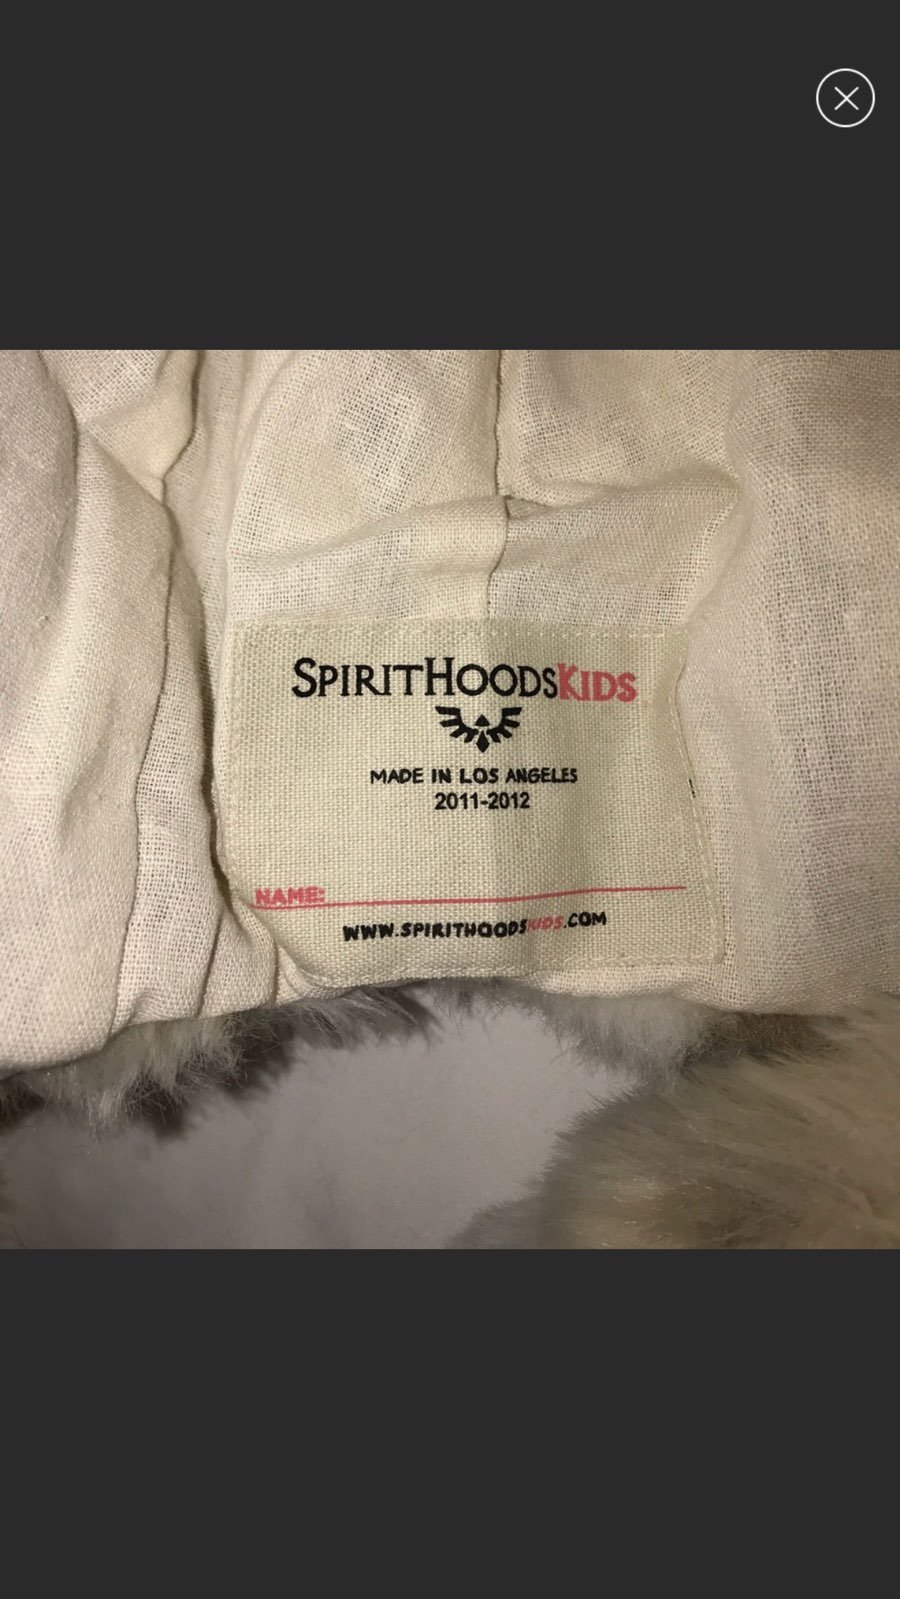 SPIRITHOODSKIDS
MADE IN LOS ANGELES
2011-2012
NAME:
WWW.SPIRITHOODSKIDS.COM